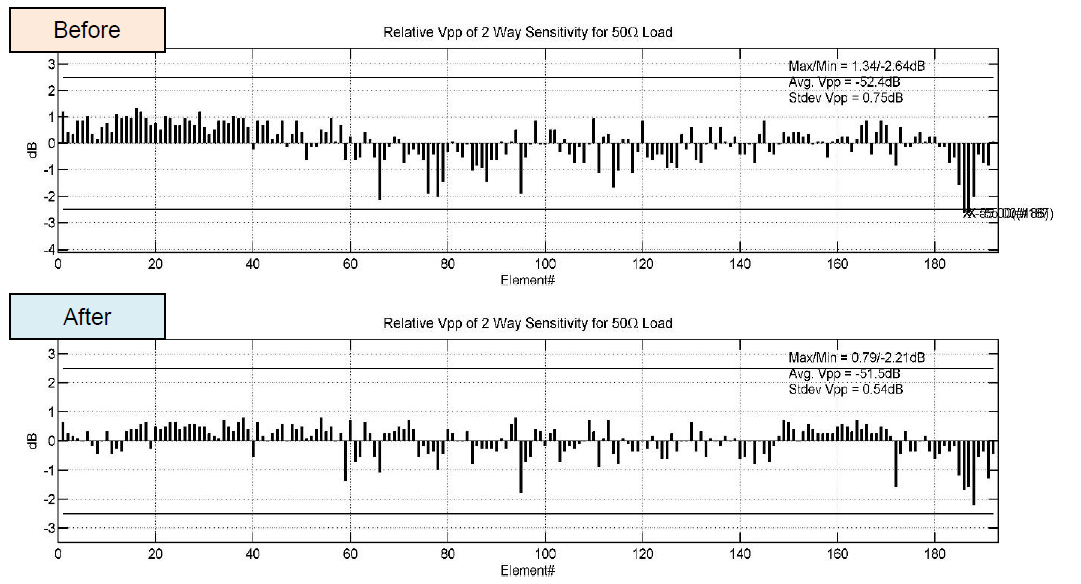 Before
Relative Vpp of 2 Way Sensitivity for 50Ω Load
Max/Min = 1.34/-2.64dB
Avg. Vpp = -52.4dB
Stdev Vpp = 0.75dB
3
2
1
0
-1
-2
-3
-4
dB
0 20 40 60 80 100 120 140 160 180
Element#
After
Relative Vpp of 2 Way Sensitivity for 50Ω Load
Max/Min = 0.79/-2.21dB
Avg. Vpp = -51.5dB
Stdev Vpp = 0.54dB
3
2
1
0
-1
-2
-3
dB
0 20 40 60 80 100 120 140 160 180
Element#